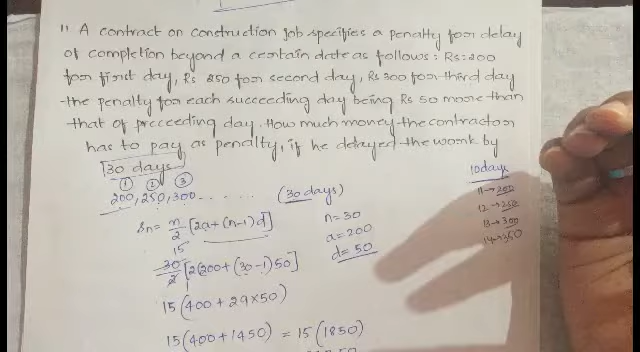 11 A contract on construction job specifies a penalty for delay
of completion beyond a certain date as follows: Rs:200
for first day, Rs 250 for second day, Rs 300 for third day
the penalty for each succeeding day being Rs 50 more than
that of preceeding day. How much money the contractor
has to pay as penalty, if he delayed the work by
30 days
① ② ③
200, 250, 300 . . . . . . (30 days)
Sn = n/2 [2a+(n-1)d]
n=30
a=200
d=50
15
30/2 [2(200+(30-1)50]
15(400+29×50)
15(400+1450) = 15(1850)
10 days
11→200
12→250
13→300
14→350